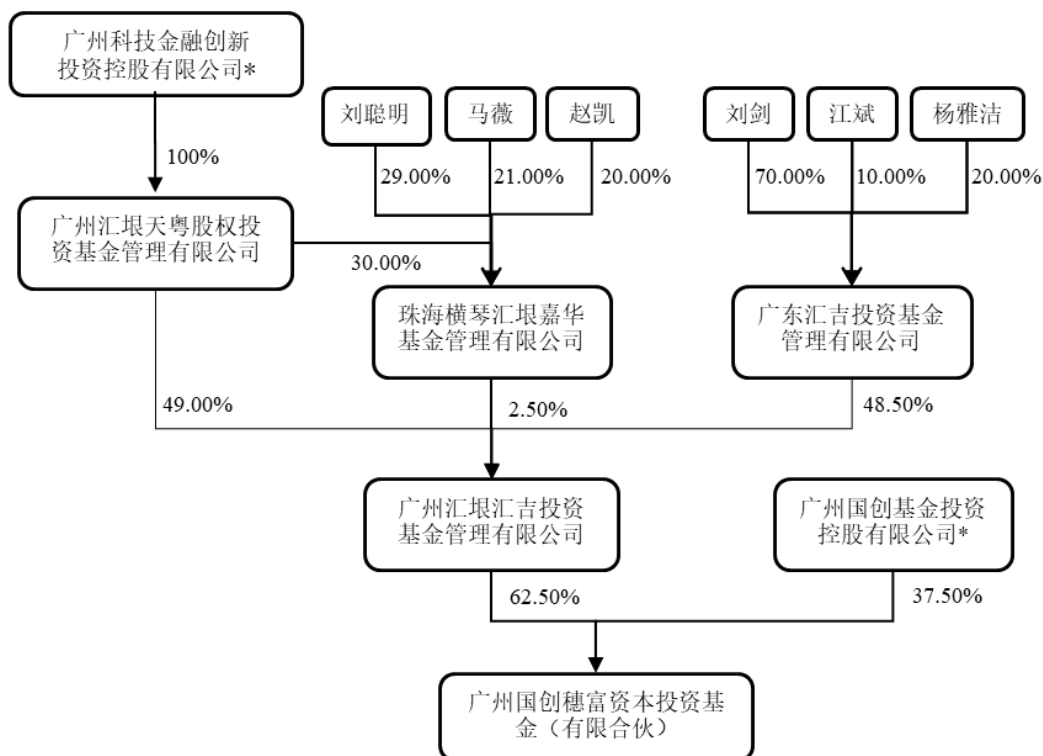 广州科技金融创新
投资控股有限公司*
刘聪明
马薇
赵凯
刘剑
江斌
杨雅洁
100%
29.00%
21.00%
20.00%
70.00%
10.00%
20.00%
广州汇垠天粤股权投
资基金管理有限公司
30.00%
珠海横琴汇垠嘉华
基金管理有限公司
广东汇吉投资基金
管理有限公司
49.00%
2.50%
48.50%
广州汇垠汇吉投资
基金管理有限公司
广州国创基金投资
控股有限公司*
62.50%
37.50%
广州国创穗富资本投资基
金（有限合伙）